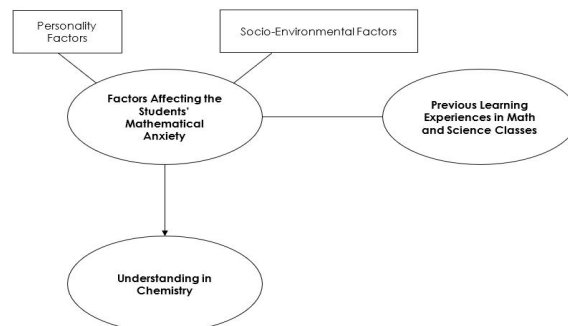 Personality
Factors
Socio-Environmental Factors
Factors Affecting the
Students'
Mathematical
Anxiety
Previous Learning
Experiences in Math
and Science Classes
Understanding in
Chemistry